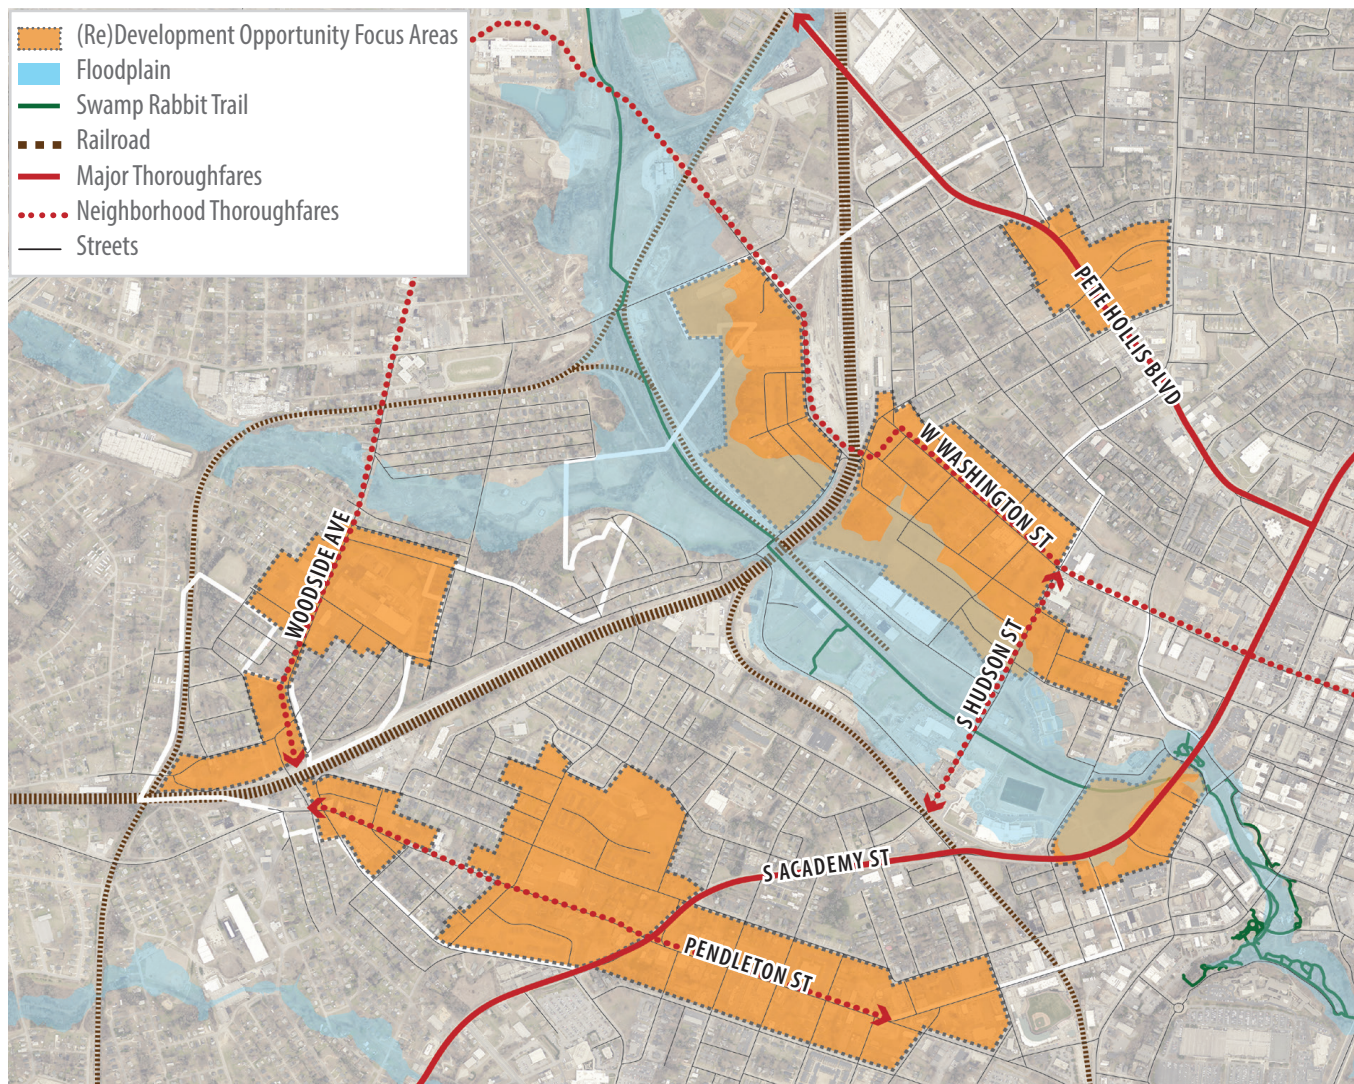 (Re)Development Opportunity Focus Areas
Floodplain
Swamp Rabbit Trail
Railroad
Major Thoroughfares
Neighborhood Thoroughfares
Streets
PETE HOLLIS BLVD
W WASHINGTON ST
WOODSIDE AVE
S HUDSON ST
S ACADEMY ST
PENDLETON ST